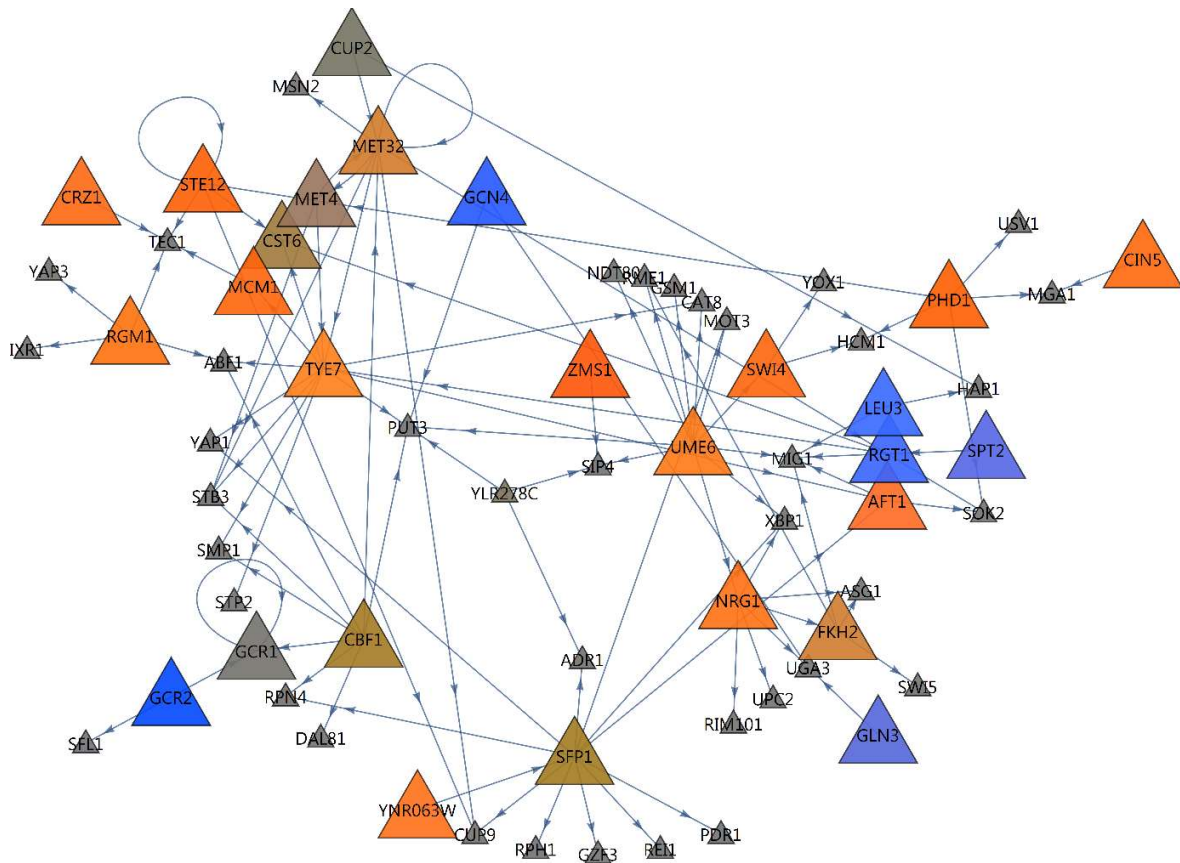 CUP2
MSN2
MET32
STE12
CRZ1
MET4
GCN4
CST6
TEC1
USV1
YAP3
NDT80
PME1
GSM1
YOX1
CIN5
MCM1
CAT8
PHD1
MGA1
MOT3
RGM1
IXR1
ABF1
HCM1
TYE7
ZMS1
SWI4
HAP1
LEU3
PUT3
YAP1
UME6
RGT1
SPT2
MIG1
SIP4
STB3
YLR278C
AFT1
SOK2
XBP1
SMP1
ASG1
STP2
NRG1
FKH2
GCR1
CBF1
ADR1
UGA3
GCR2
RPN4
UPC2
SWI5
RIM101
SFL1
DAL81
GLN3
SFP1
YNR063W
CUP9
PDR1
RPH1
GZF3
REI1